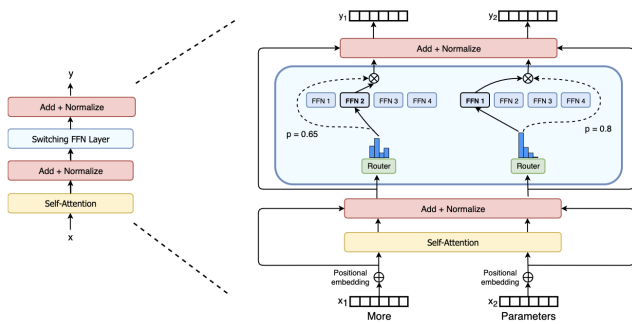 y
Add + Normalize
Switching FFN Layer
Add + Normalize
Self-Attention
x
y1 y2
Add + Normalize
FFN 1 FFN 2 FFN 3 FFN 4 FFN 1 FFN 2 FFN 3 FFN 4
p = 0.65 p = 0.8
Router Router
Add + Normalize
Self-Attention
Positional embedding Positional embedding
x1 x2
More Parameters